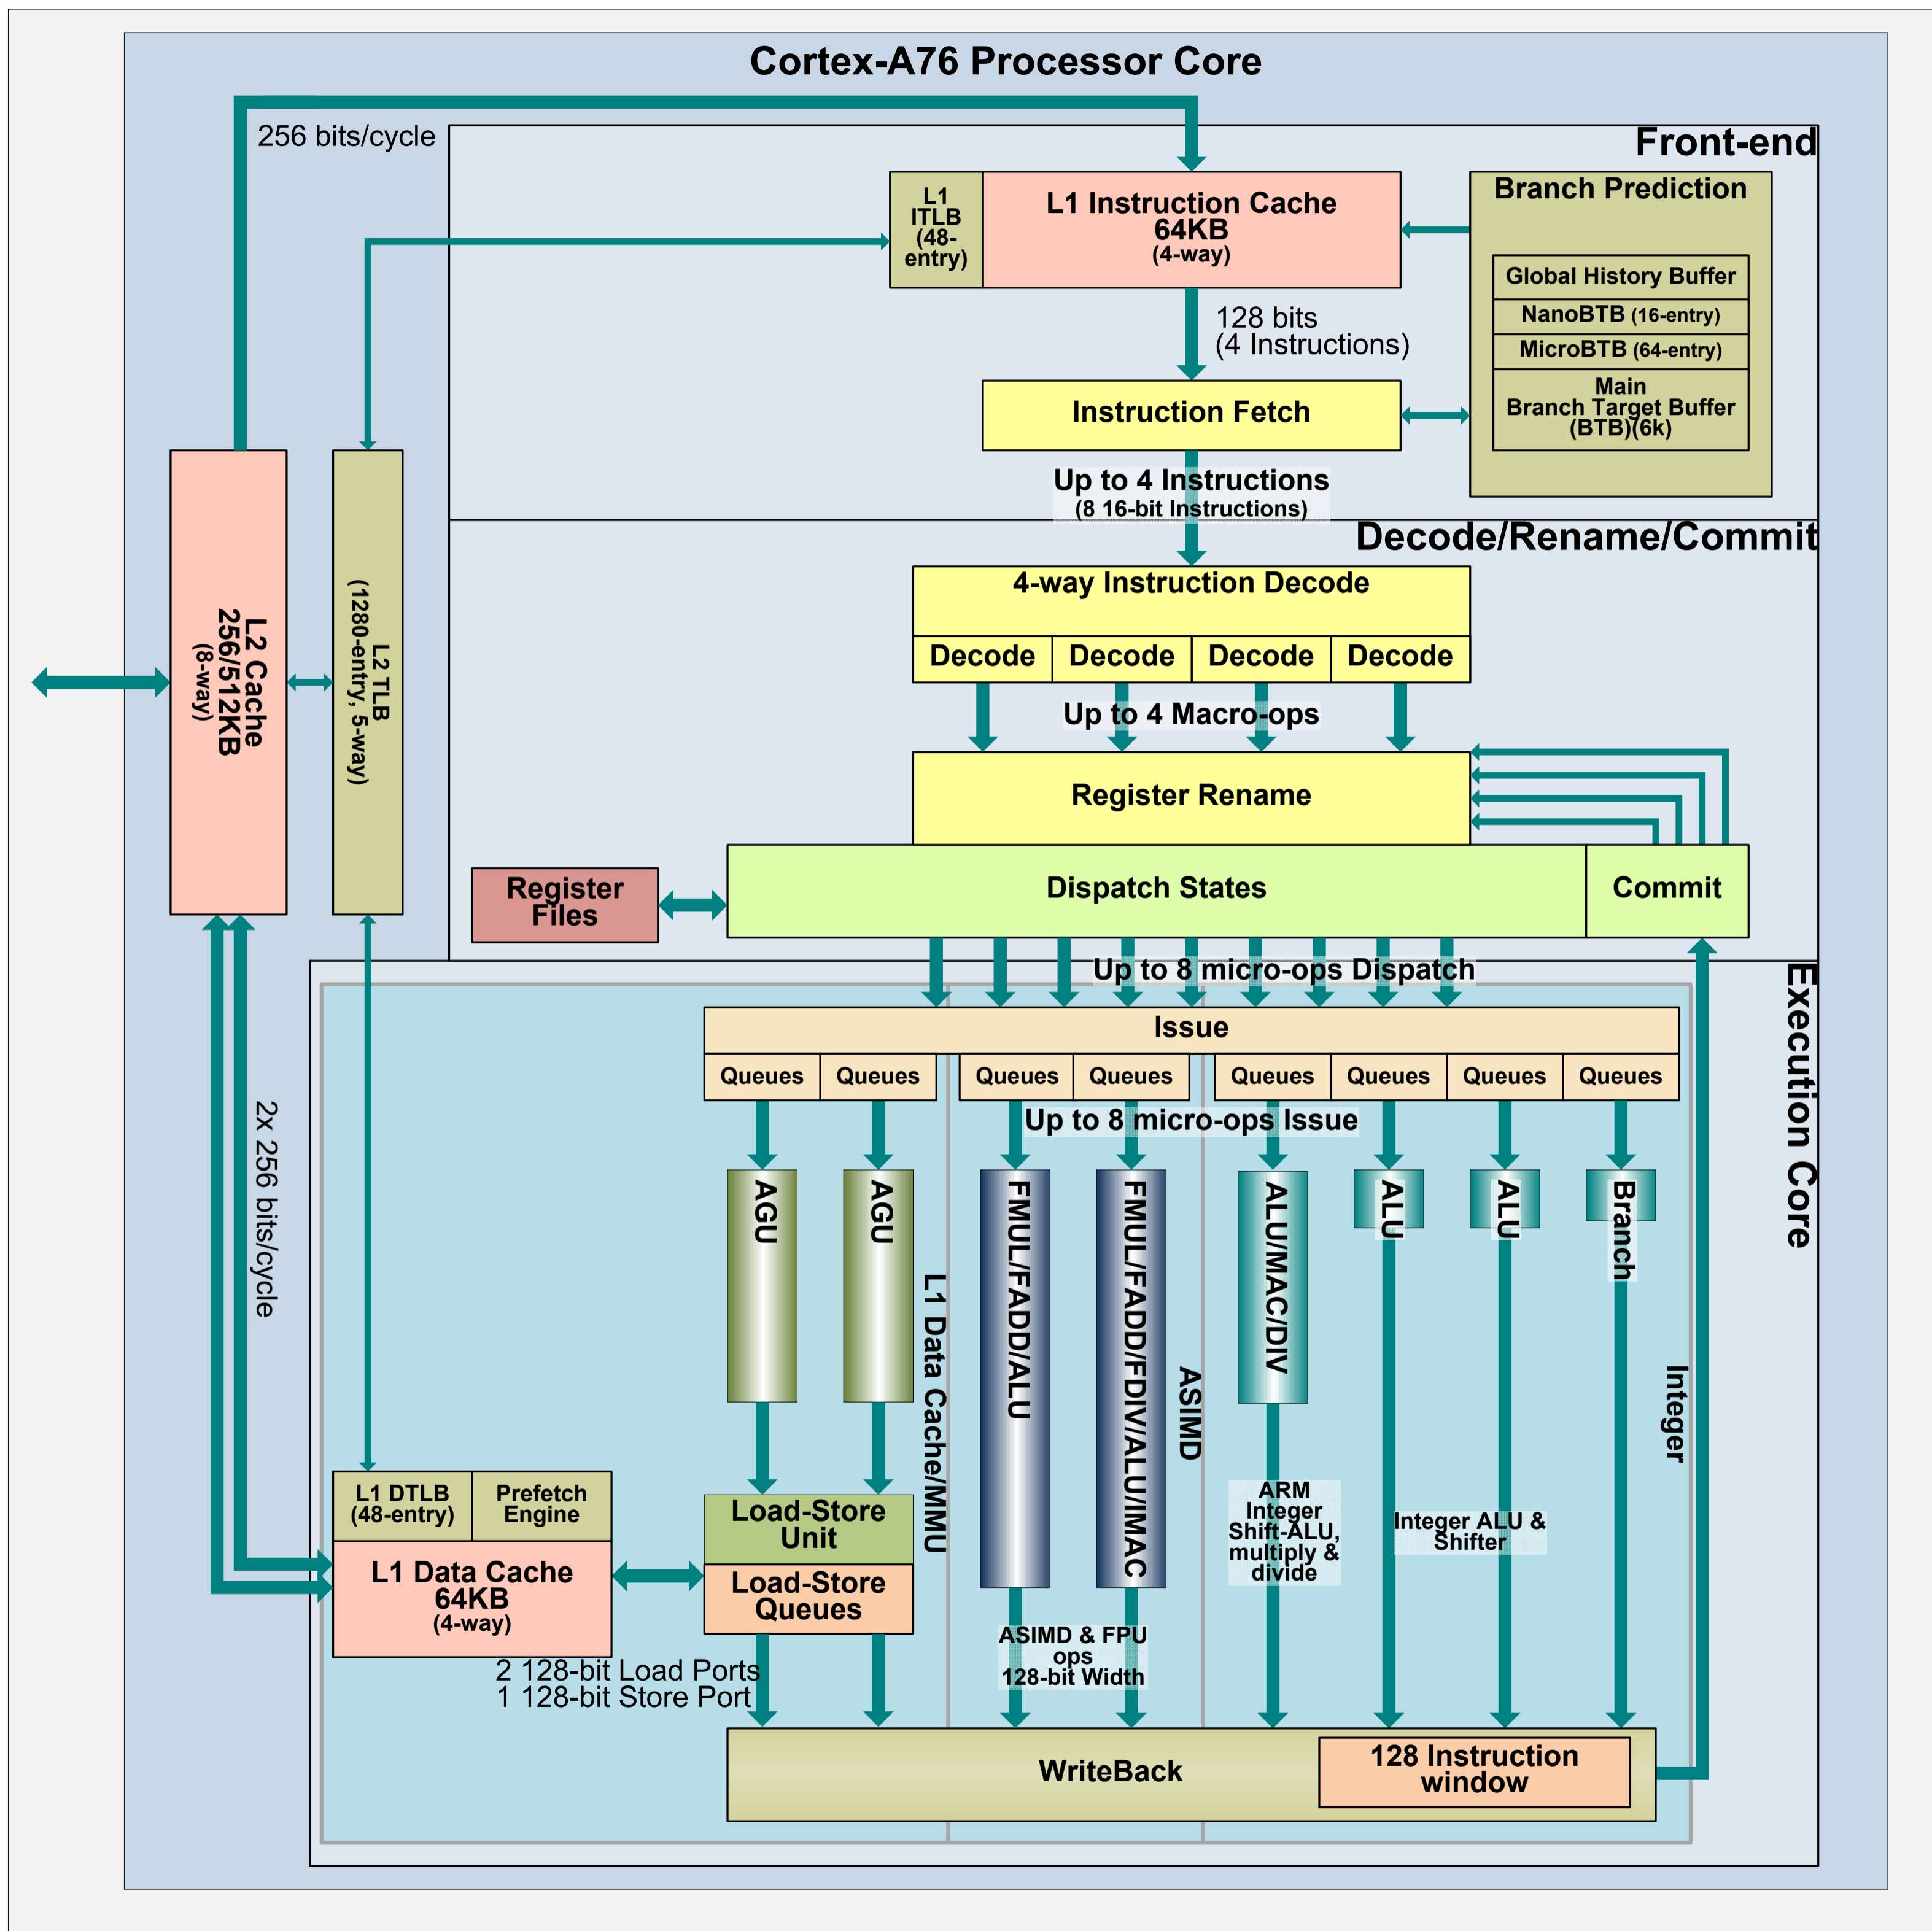 Cortex-A76 Processor Core
256 bits/cycle
Front-end
L1
ITLB
(48-
entry)
L1 Instruction Cache
64KB
(4-way)
Branch Prediction
Global History Buffer
NanoBTB (16-entry)
MicroBTB (64-entry)
Main
Branch Target Buffer
(BTB)(6k)
128 bits
(4 Instructions)
Instruction Fetch
Up to 4 Instructions
(8 16-bit Instructions)
Decode/Rename/Commit
4-way Instruction Decode
Decode
Decode
Decode
Decode
Up to 4 Macro-ops
L2 Cache
256/512KB
(8-way)
L2 TLB
(1280-entry, 5-way)
Register Rename
Register
Files
Dispatch States
Commit
Up to 8 micro-ops Dispatch
Execution Core
Issue
Queues
Queues
Queues
Queues
Queues
Queues
Queues
Queues
Up to 8 micro-ops Issue
2x 256 bits/cycle
AGU
AGU
FMUL/FADD/ALU
FMUL/FADD/FDIV/ALU/IMAC
ALU/MAC/DIV
ALU
ALU
Branch
L1 Data Cache/MMU
ASIMD
Integer
L1 DTLB
(48-entry)
Prefetch
Engine
L1 Data Cache
64KB
(4-way)
Load-Store
Unit
Load-Store
Queues
ARM
Integer
Shift-ALU,
multiply &
divide
Integer ALU &
Shifter
ASIMD & FPU
ops
128-bit Width
2 128-bit Load Ports
1 128-bit Store Port
WriteBack
128 Instruction
window